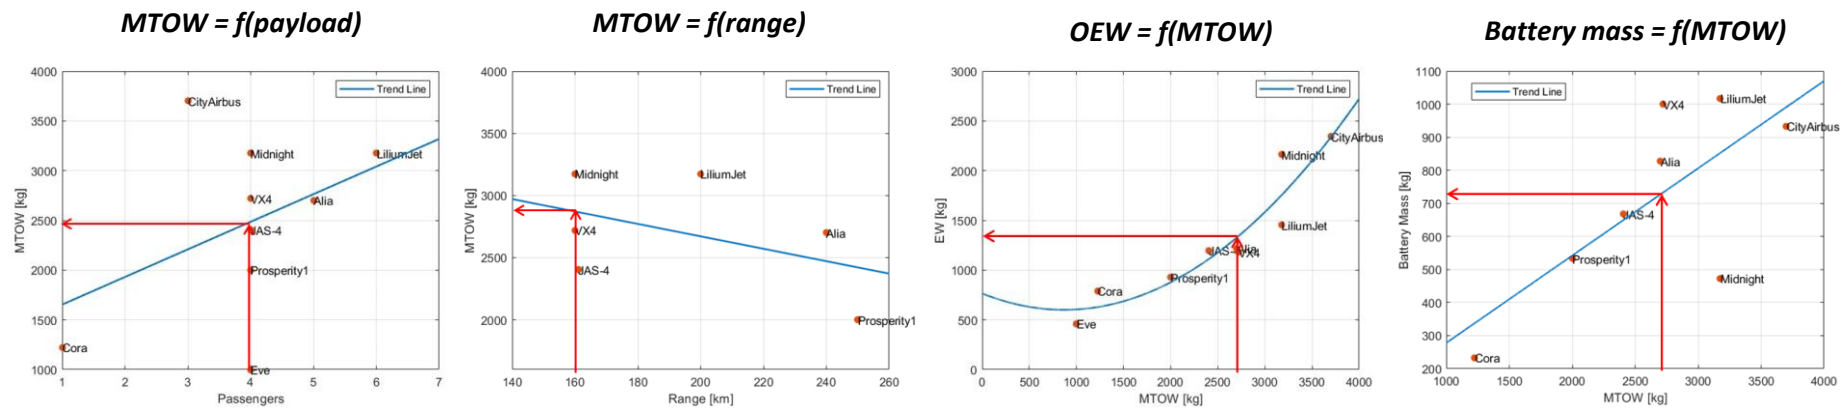 MTOW = f(payload)
MTOW = f(range)
OEW = f(MTOW)
Battery mass = f(MTOW)
4000
3500
3000
2500
2000
1500
1000
MTOW [kg]
Trend Line
CityAirbus
Midnight
LiliumJet
VX4
Alia
JAS-4
Prosperity1
Cora
Eve
1 2 3 4 5 6 7
Passengers
4000
3500
3000
2500
2000
MTOW [kg]
Trend Line
Midnight
LiliumJet
VX4
Alia
JAS-4
Prosperity1
140 160 180 200 220 240 260
Range [km]
3000
2500
2000
1500
1000
500
0
EW [kg]
Trend Line
CityAirbus
Midnight
LiliumJet
JAS-4
Alia
VX4
Prosperity1
Cora
Eve
0 500 1000 1500 2000 2500 3000 3500 4000
MTOW [kg]
1100
1000
900
800
700
600
500
400
300
200
Battery Mass [kg]
Trend Line
VX4
LiliumJet
CityAirbus
Alia
JAS-4
Prosperity1
Midnight
Cora
1000 1500 2000 2500 3000 3500 4000
MTOW [kg]